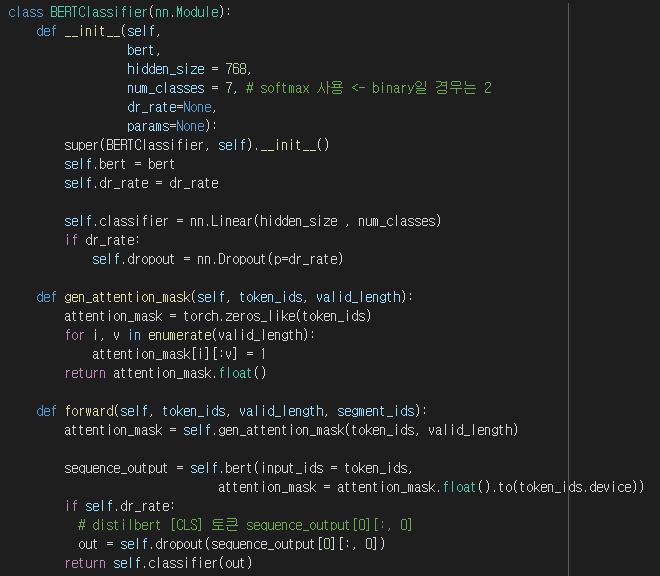 class BERTClassifier(nn.Module):
    def __init__(self,
                 bert,
                 hidden_size = 768,
                 num_classes = 7, # softmax 사용 <- binary일 경우는 2
                 dr_rate=None,
                 params=None):
        super(BERTClassifier, self).__init__()
        self.bert = bert
        self.dr_rate = dr_rate

        self.classifier = nn.Linear(hidden_size , num_classes)
        if dr_rate:
            self.dropout = nn.Dropout(p=dr_rate)

    def gen_attention_mask(self, token_ids, valid_length):
        attention_mask = torch.zeros_like(token_ids)
        for i, v in enumerate(valid_length):
            attention_mask[i][:v] = 1
        return attention_mask.float()

    def forward(self, token_ids, valid_length, segment_ids):
        attention_mask = self.gen_attention_mask(token_ids, valid_length)

        sequence_output = self.bert(input_ids = token_ids,
                              attention_mask = attention_mask.float().to(token_ids.device))
        if self.dr_rate:
          # distilbert [CLS] 토큰 sequence_output[0][:, 0]
          out = self.dropout(sequence_output[0][:, 0])
        return self.classifier(out)